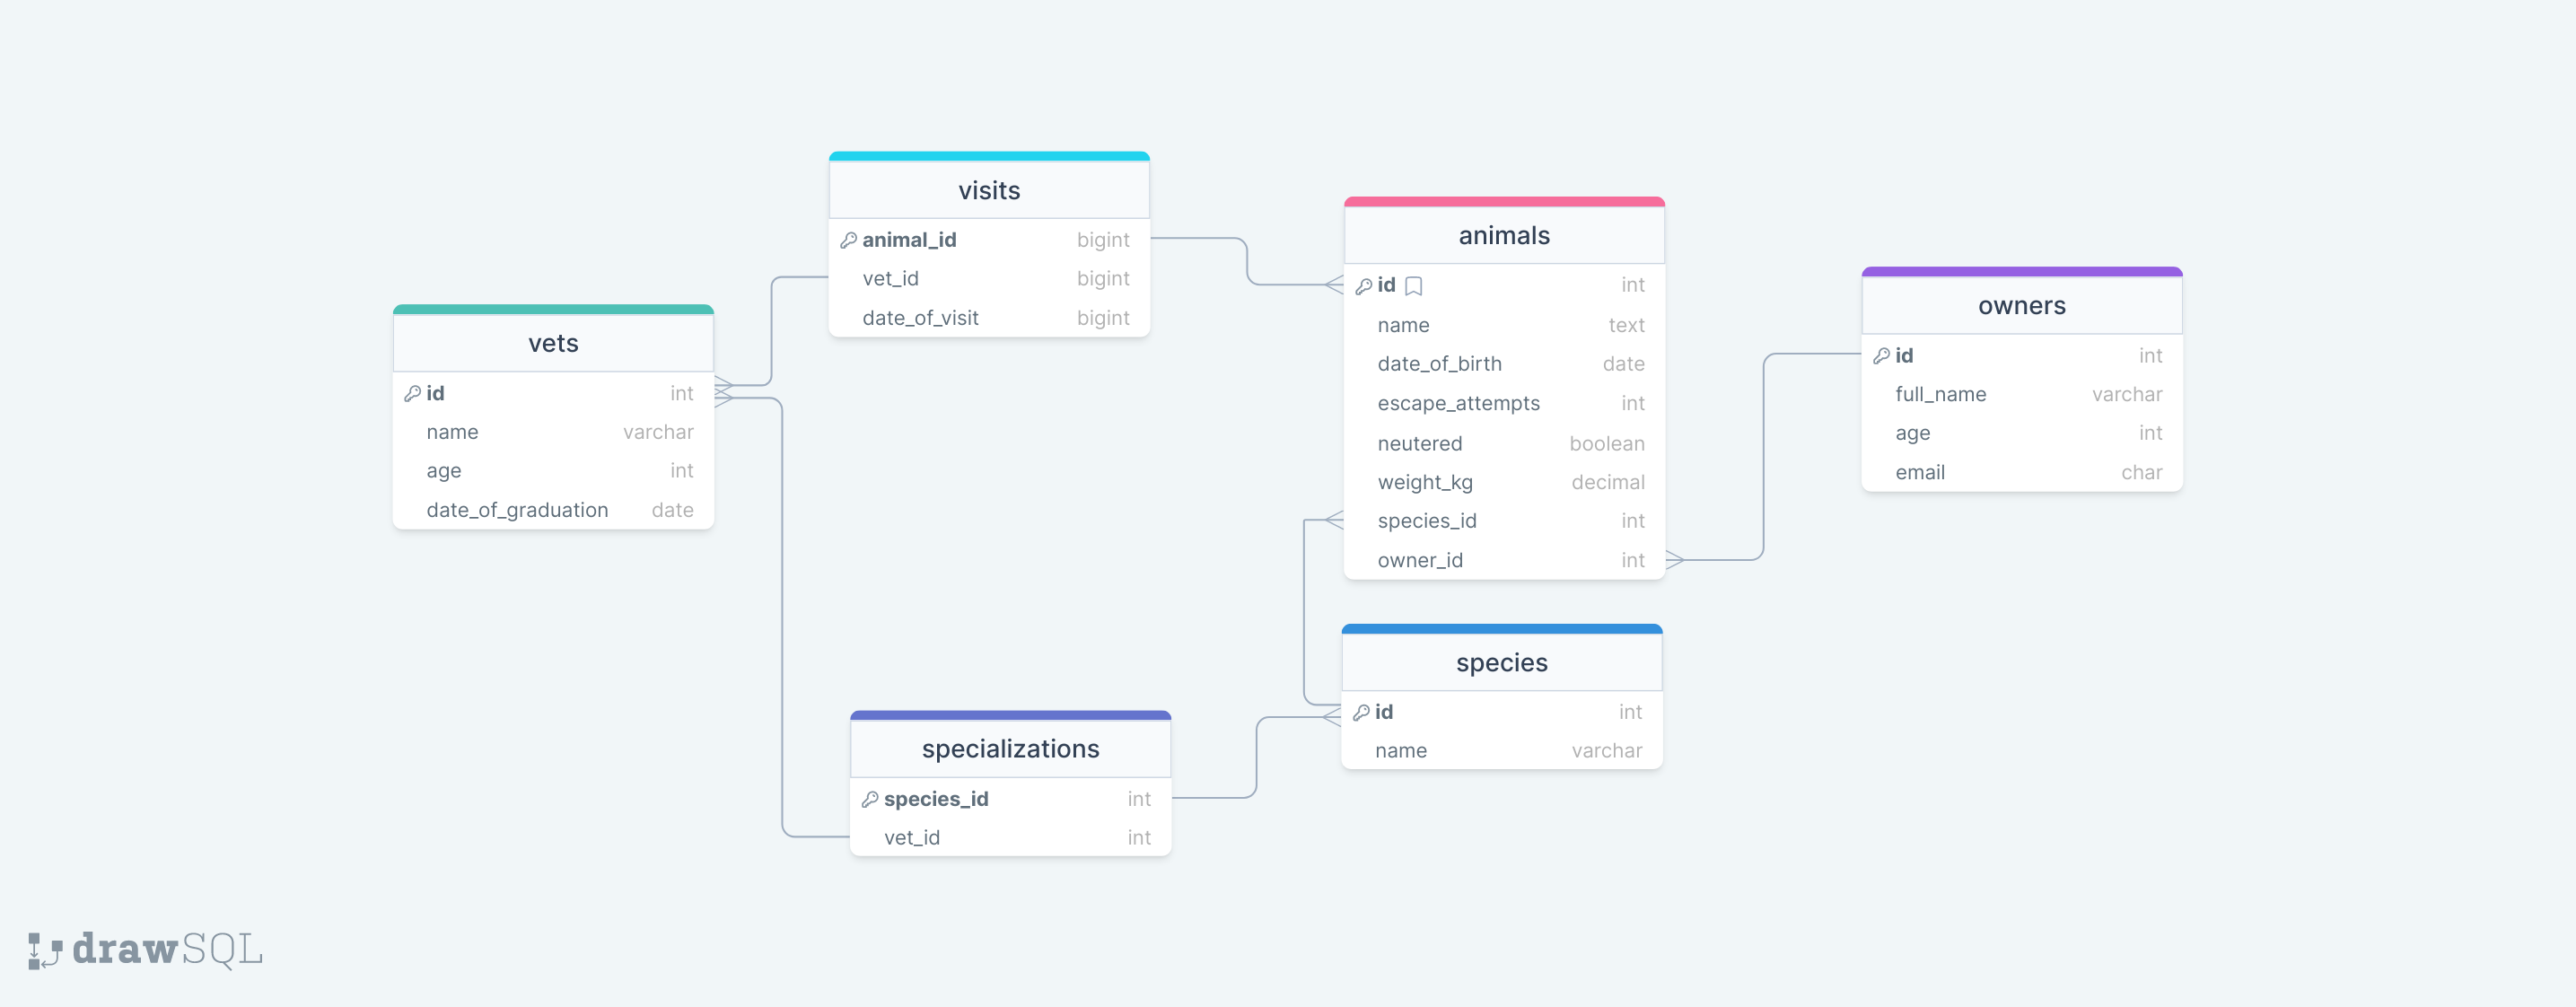 visits
animal_id bigint
vet_id bigint
date_of_visit bigint
vets
id int
name varchar
age int
date_of_graduation date
animals
id int
name text
date_of_birth date
escape_attempts int
neutered boolean
weight_kg decimal
species_id int
owner_id int
owners
id int
full_name varchar
age int
email char
species
id int
name varchar
specializations
species_id int
vet_id int
drawSQL